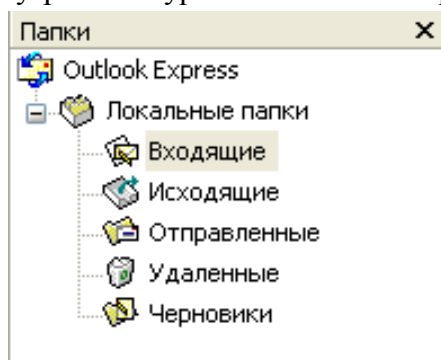 Папки
Outlook Express
Локальные папки
Входящие
Исходящие
Отправленные
Удаленные
Черновики